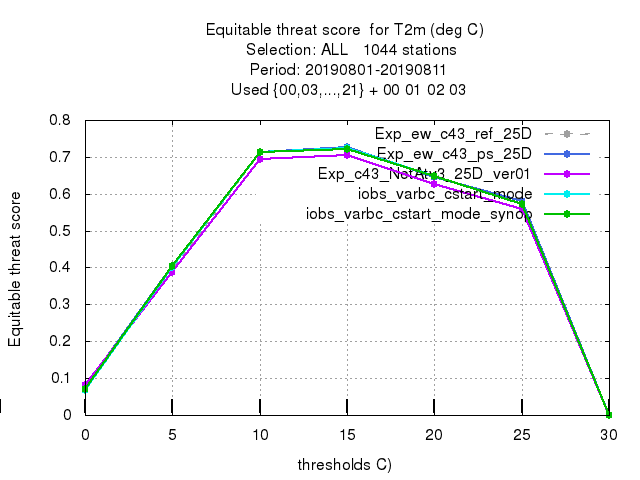 Equitable threat score for T2m (deg C)
Selection: ALL 1044 stations
Period: 20190801-20190811
Used {00,03,...,21} + 00 01 02 03
Equitable threat score
0.8
0.7
0.6
0.5
0.4
0.3
0.2
0.1
0
Exp_ew_c43_ref_25D
Exp_ew_c43_ps_25D
Exp_c43_NotAtv3_25D_ver01
iobs_varbc_cstart_mode
iobs_varbc_cstart_mode_synop
0 5 10 15 20 25 30
thresholds C)